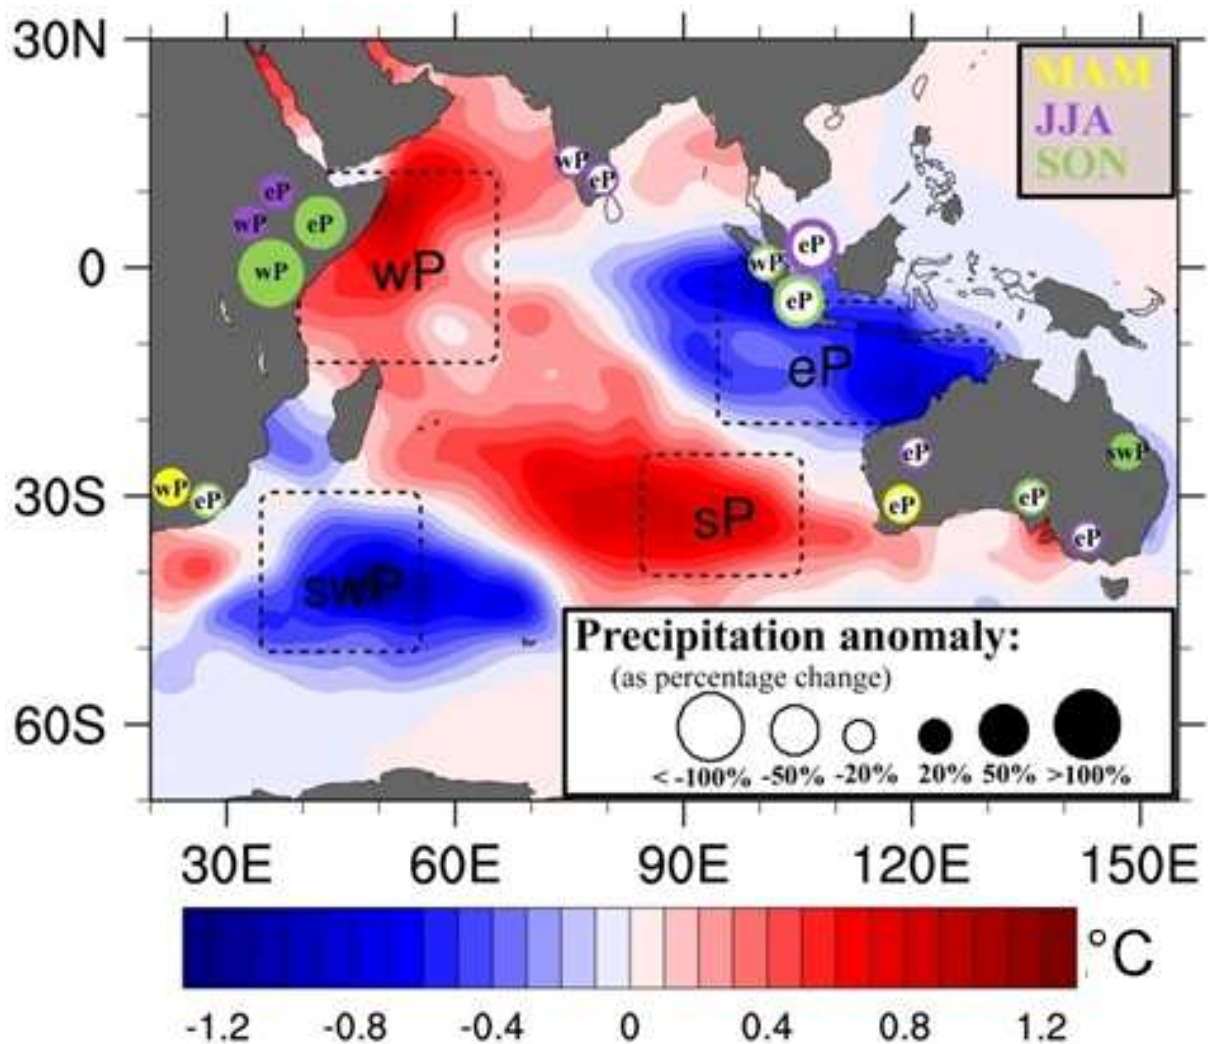 30N
MAM
JJA
SON
wP
eP
eP
wP
eP
wP
0
wP
eP
wP
eP
eP
eP
swP
30S
wP
eP
eP
eP
sP
eP
swP
Precipitation anomaly:
(as percentage change)
< -100% -50% -20% 20% 50% >100%
60S
30E 60E 90E 120E 150E
°C
-1.2 -0.8 -0.4 0 0.4 0.8 1.2